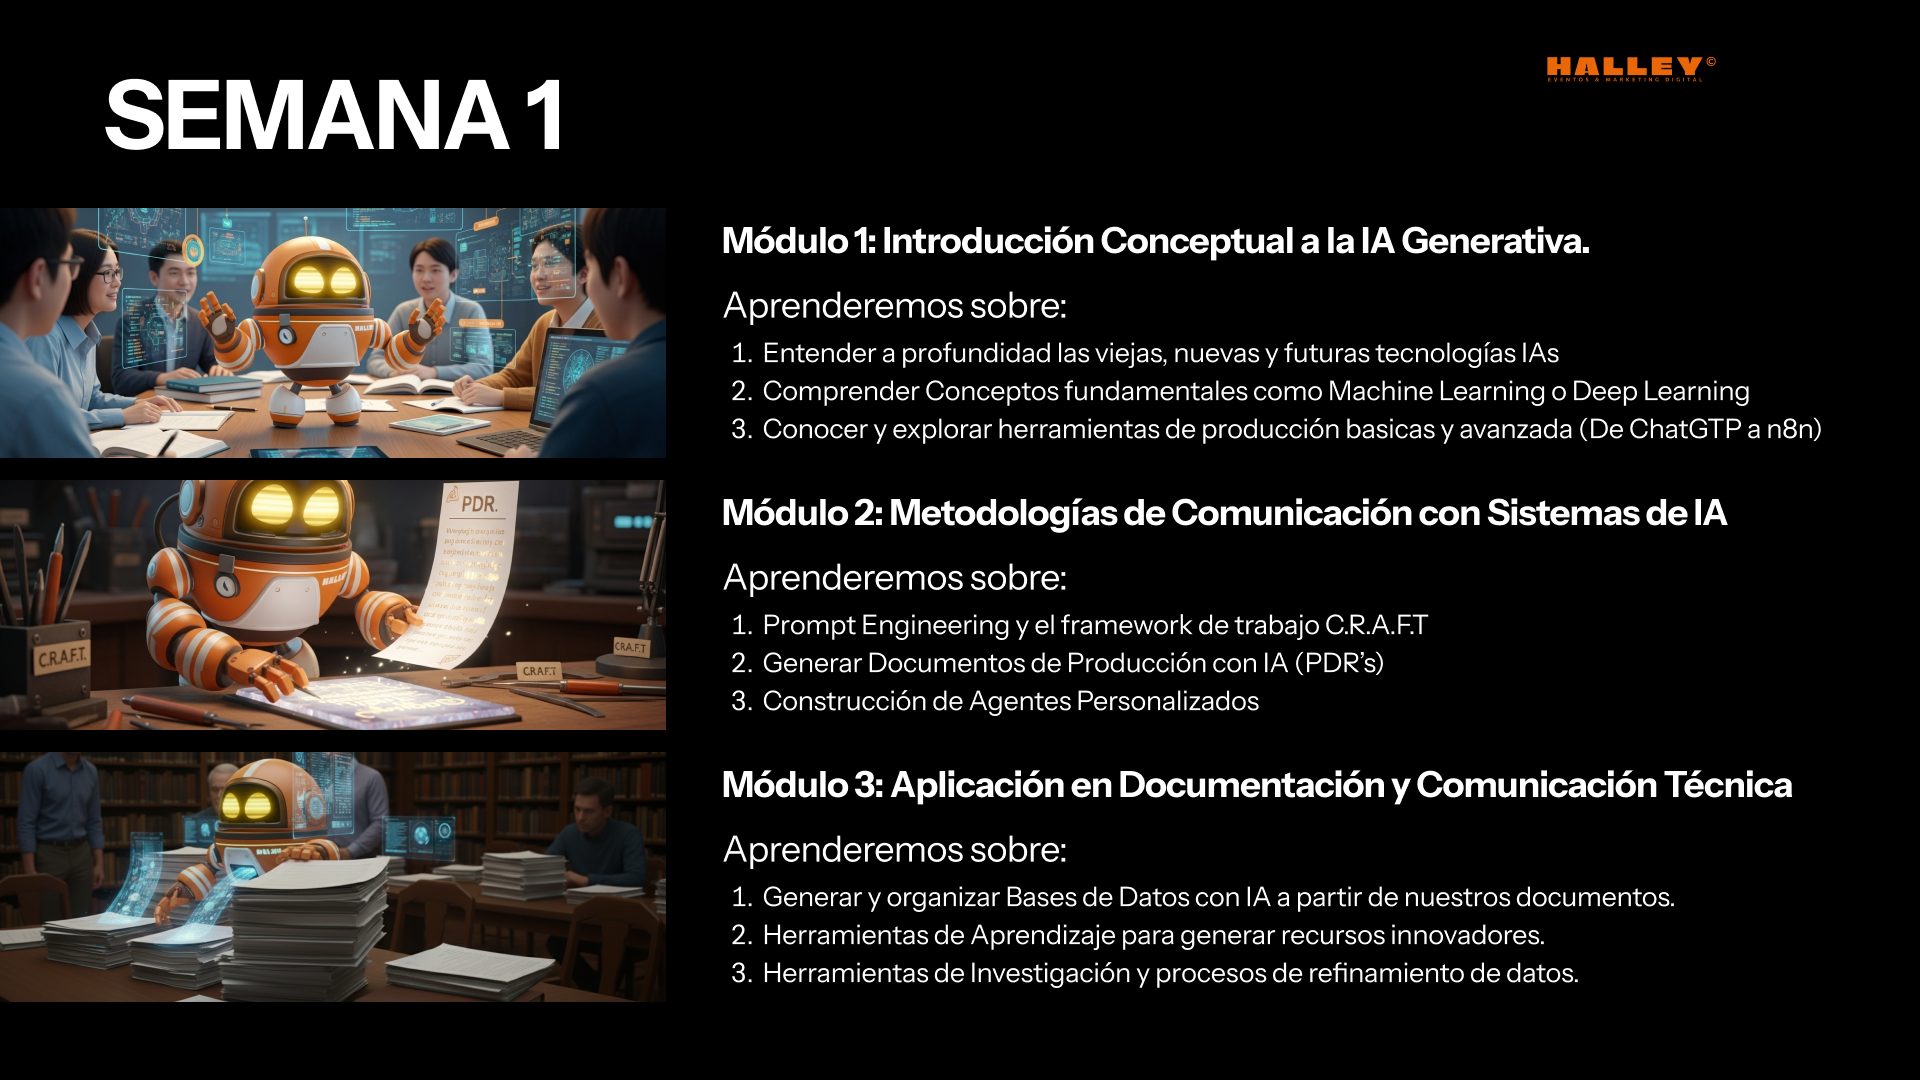 SEMANA 1
HALLEY©
EVENTOS & MARKETING DIGITAL
HALLEY
Módulo 1: Introducción Conceptual a la IA Generativa.
Aprenderemos sobre:
1. Entender a profundidad las viejas, nuevas y futuras tecnologías IAs
2. Comprender Conceptos fundamentales como Machine Learning o Deep Learning
3. Conocer y explorar herramientas de producción basicas y avanzada (De ChatGTP a n8n)
PDR.
HALLEY
C.R.A.F.T.
C.R.A.F.T
CRAF.T
Módulo 2: Metodologías de Comunicación con Sistemas de IA
Aprenderemos sobre:
1. Prompt Engineering y el framework de trabajo C.R.A.F.T
2. Generar Documentos de Producción con IA (PDR’s)
3. Construcción de Agentes Personalizados
Módulo 3: Aplicación en Documentación y Comunicación Técnica
Aprenderemos sobre:
1. Generar y organizar Bases de Datos con IA a partir de nuestros documentos.
2. Herramientas de Aprendizaje para generar recursos innovadores.
3. Herramientas de Investigación y procesos de refinamiento de datos.